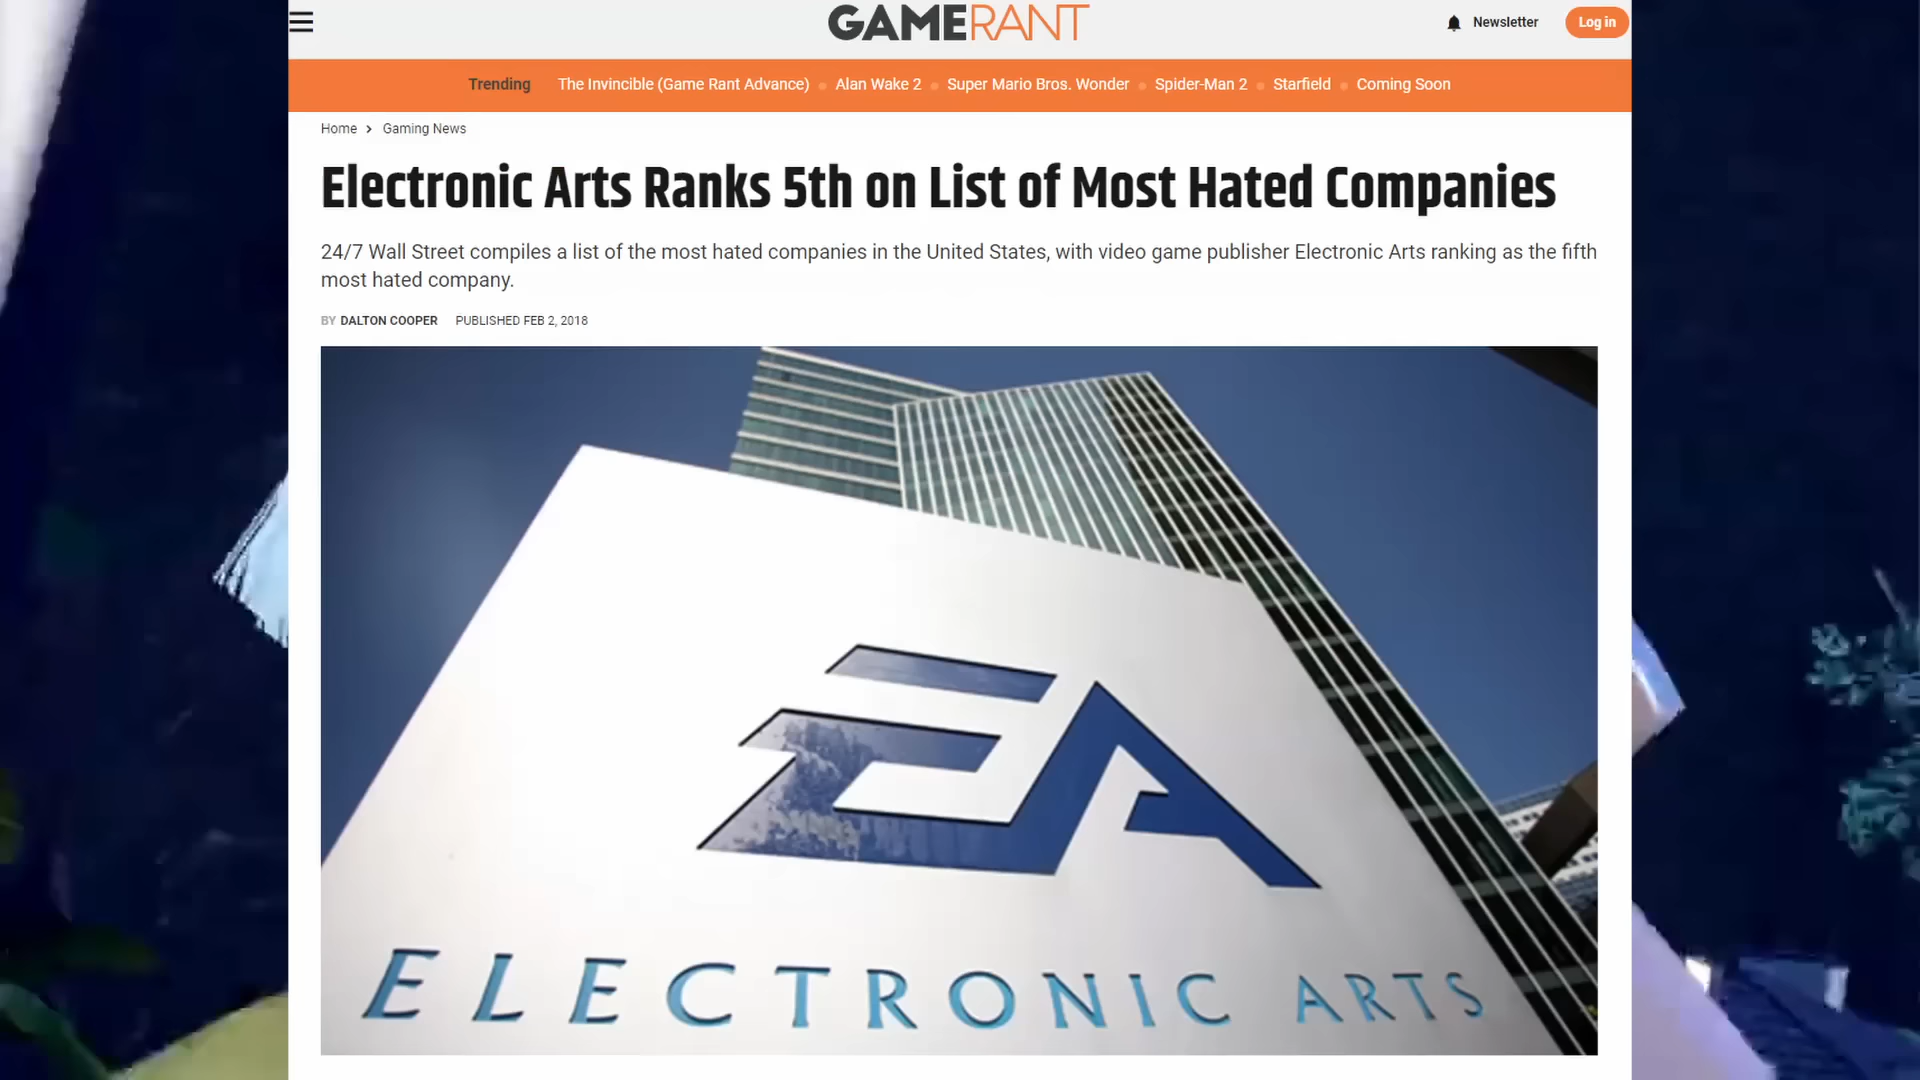 GAMERANT
Newsletter
Log in
Trending The Invincible (Game Rant Advance) Alan Wake 2 Super Mario Bros. Wonder Spider-Man 2 Starfield Coming Soon
Home > Gaming News
Electronic Arts Ranks 5th on List of Most Hated Companies
24/7 Wall Street compiles a list of the most hated companies in the United States, with video game publisher Electronic Arts ranking as the fifth
most hated company.
BY DALTON COOPER PUBLISHED FEB 2, 2018
EA
ELECTRONIC ARTS